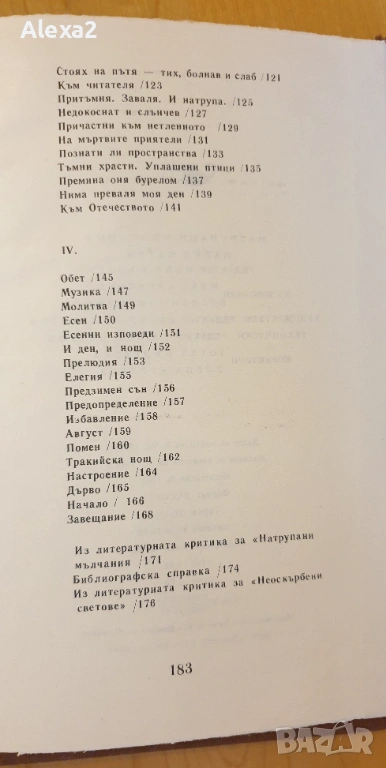 Alexa2
Стоях на пътя — тих, болнав и слаб /121
Към читателя /123
Притъмня. Заваля. И натрупа. /125
Недокоснат и слънчев /127
Причастни към нетленното /129
На мъртвите приятели /131
Познати ли пространства /133
Тъмни храсти. Уплашени птици /135
Премина оня бурелом /137
Нима преваля моя ден /139
Към Отечеството /141
IV.
Обет /145
Музика /147
Молитва /149
Есен /150
Есенни изповеди /151
И ден, и нощ /152
Прелюдия /153
Елегия /155
Предзимен сън /156
Предопределение /157
Избавление /158
Август /159
Помен /160
Тракийска нощ /162
Настроение /164
Дърво /165
Начало / 166
Завещание /168
Из литературната критика за «Натрупани
мълчания /171
Библиографска справка /174
Из литературната критика за «Неоскърбени
светове» /176
183
bazar